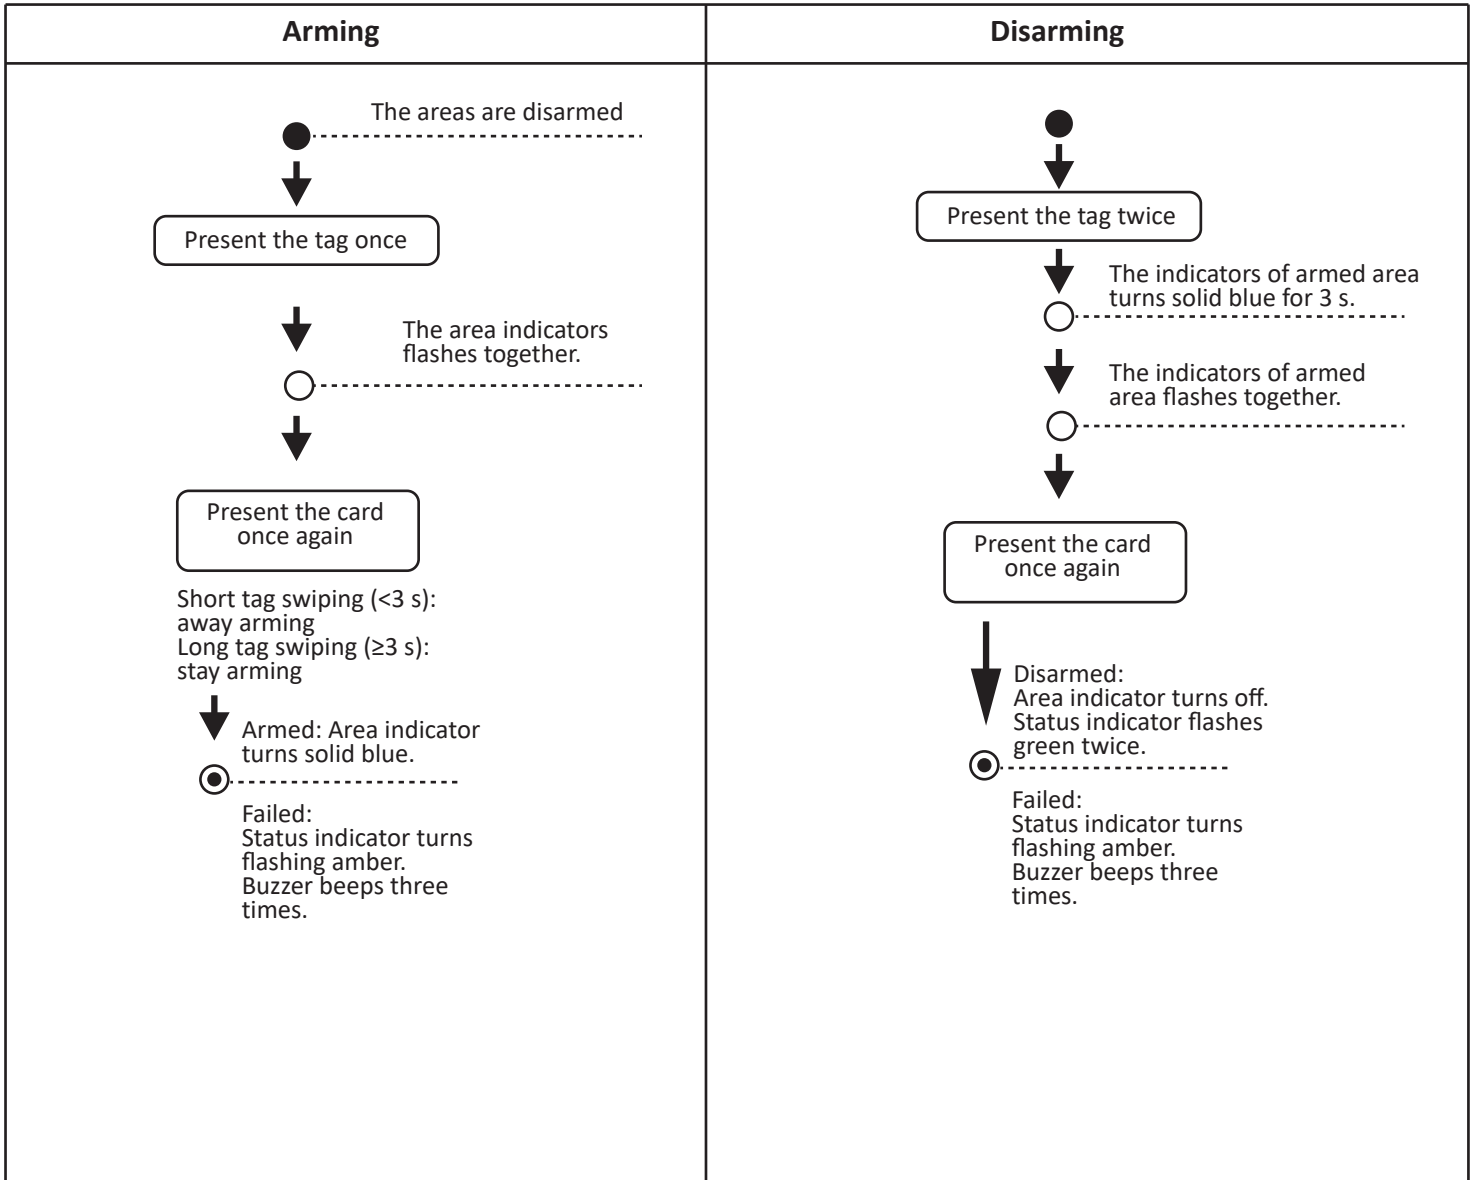 Arming
The areas are disarmed
Present the tag once
The area indicators
flashes together.
Present the card
once again
Short tag swiping (<3 s):
away arming
Long tag swiping (≥3 s):
stay arming
Armed: Area indicator
turns solid blue.
Failed:
Status indicator turns
flashing amber.
Buzzer beeps three
times.
Disarming
Present the tag twice
The indicators of armed area
turns solid blue for 3 s.
The indicators of armed
area flashes together.
Present the card
once again
Disarmed:
Area indicator turns off.
Status indicator flashes
green twice.
Failed:
Status indicator turns
flashing amber.
Buzzer beeps three
times.